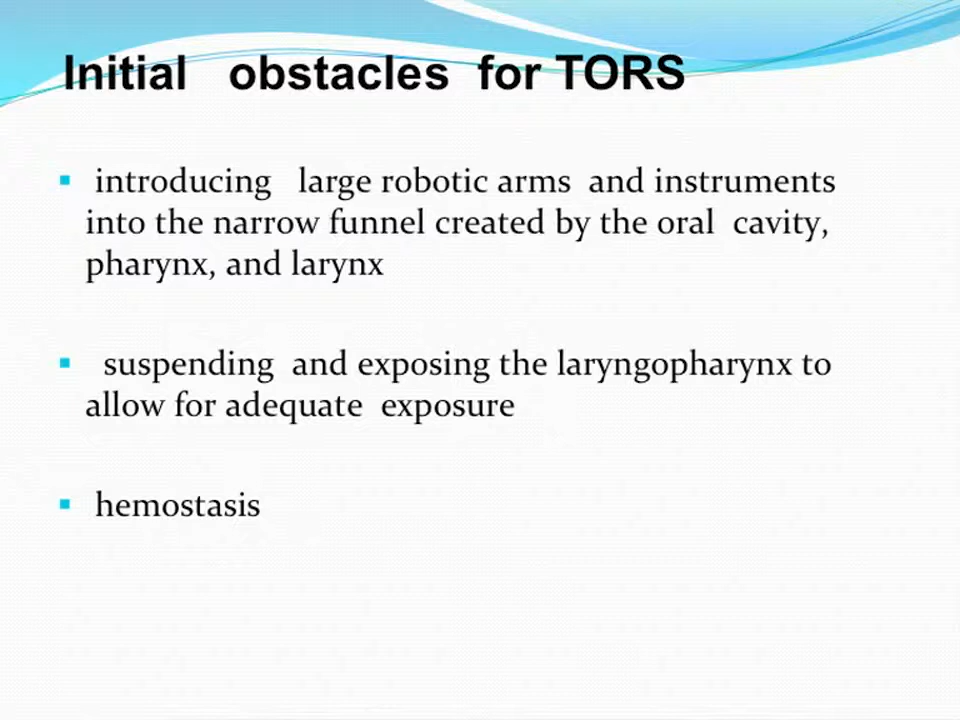 Initial obstacles for TORS
▪ introducing large robotic arms and instruments
into the narrow funnel created by the oral cavity,
pharynx, and larynx
▪ suspending and exposing the laryngopharynx to
allow for adequate exposure
▪ hemostasis